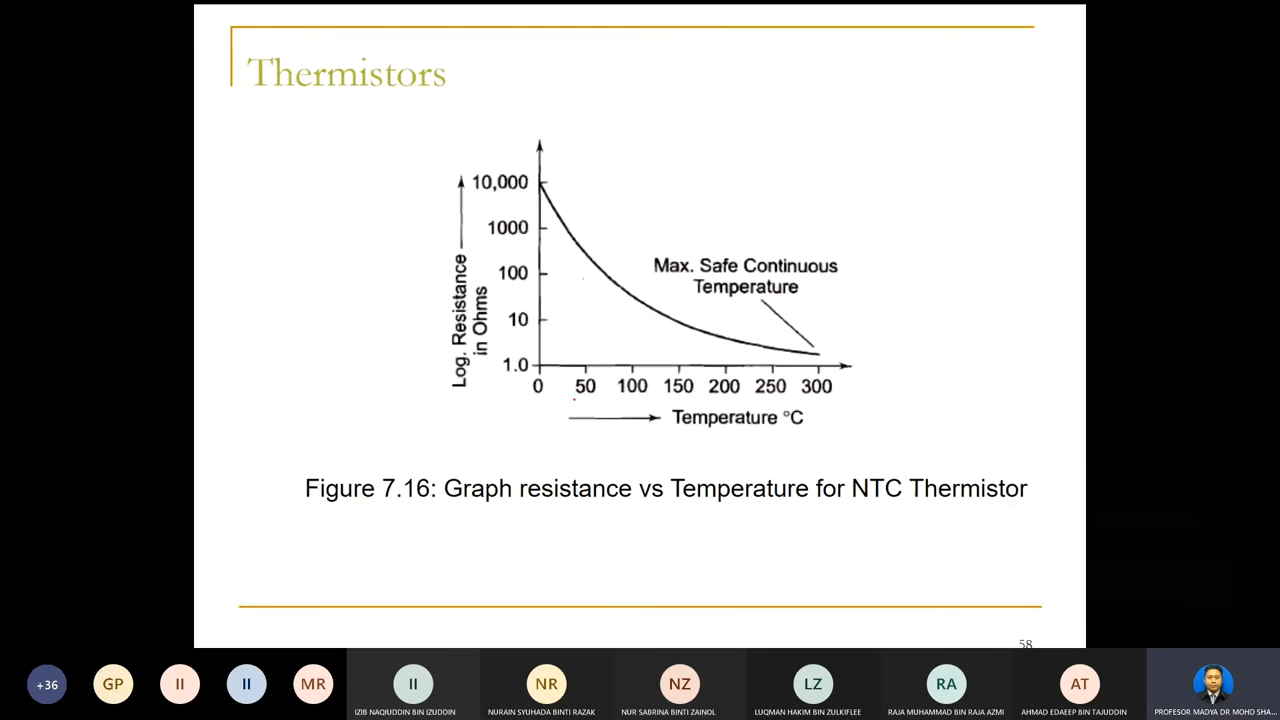 Thermistors
Log. Resistance
in Ohms
10,000
1000
100
10
1.0
Max. Safe Continuous
Temperature
0 50 100 150 200 250 300
Temperature °C
Figure 7.16: Graph resistance vs Temperature for NTC Thermistor
58
+36 GP II II MR II NR NZ LZ RA AT
IZIB NAQIUDDIN BIN IZUDDIN NURAIN SYUHADA BINTI RAZAK NUR SABRINA BINTI ZAINOL LUQMAN HAKIM BIN ZULKIFLEE RAJA MUHAMMAD BIN RAJA AZMI AHMAD EDAEEP BIN TAJUDDIN PROFESOR MADYA DR MOHD SHA...